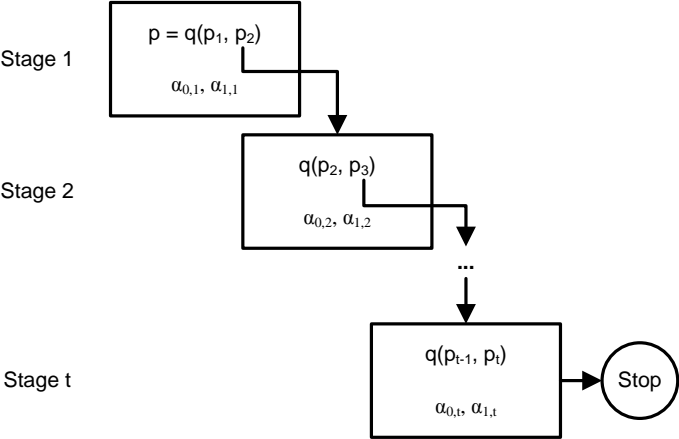 p = q(p₁, p₂)
Stage 1
α₀,₁, α₁,₁
q(p₂, p₃)
Stage 2
α₀,₂, α₁,₂
...
q(pₜ₋₁, pₜ)
Stage t
Stop
α₀,ₜ, α₁,ₜ